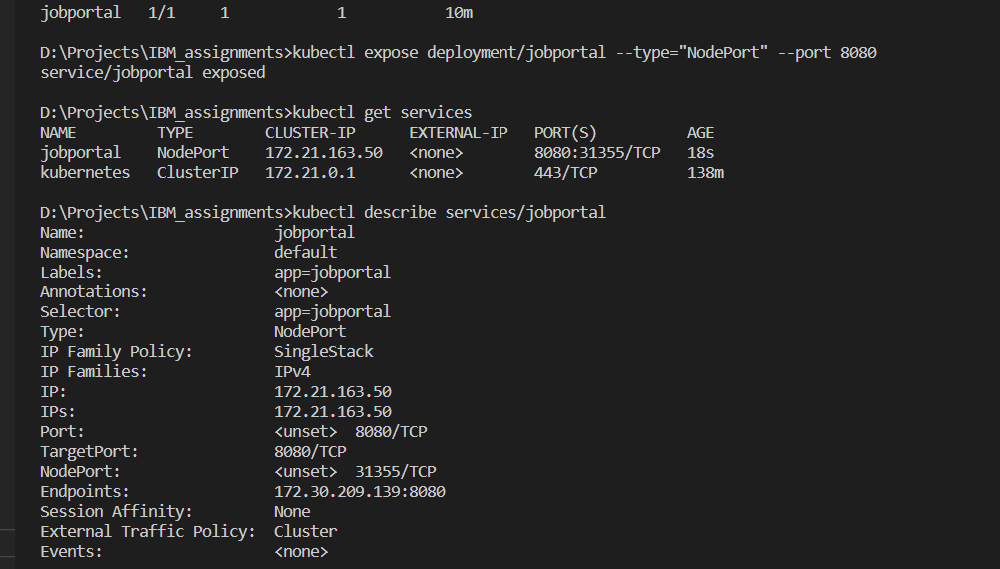 jobportal   1/1     1            1           10m
D:\Projects\IBM_assignments>kubectl expose deployment/jobportal --type="NodePort" --port 8080
service/jobportal exposed
D:\Projects\IBM_assignments>kubectl get services
NAME         TYPE        CLUSTER-IP      EXTERNAL-IP   PORT(S)          AGE
jobportal    NodePort    172.21.163.50   <none>        8080:31355/TCP   18s
kubernetes   ClusterIP   172.21.0.1      <none>        443/TCP          138m
D:\Projects\IBM_assignments>kubectl describe services/jobportal
Name:                     jobportal
Namespace:                default
Labels:                   app=jobportal
Annotations:              <none>
Selector:                 app=jobportal
Type:                     NodePort
IP Family Policy:         SingleStack
IP Families:              IPv4
IP:                       172.21.163.50
IPs:                      172.21.163.50
Port:                     <unset>  8080/TCP
TargetPort:               8080/TCP
NodePort:                 <unset>  31355/TCP
Endpoints:                172.30.209.139:8080
Session Affinity:         None
External Traffic Policy:  Cluster
Events:                   <none>